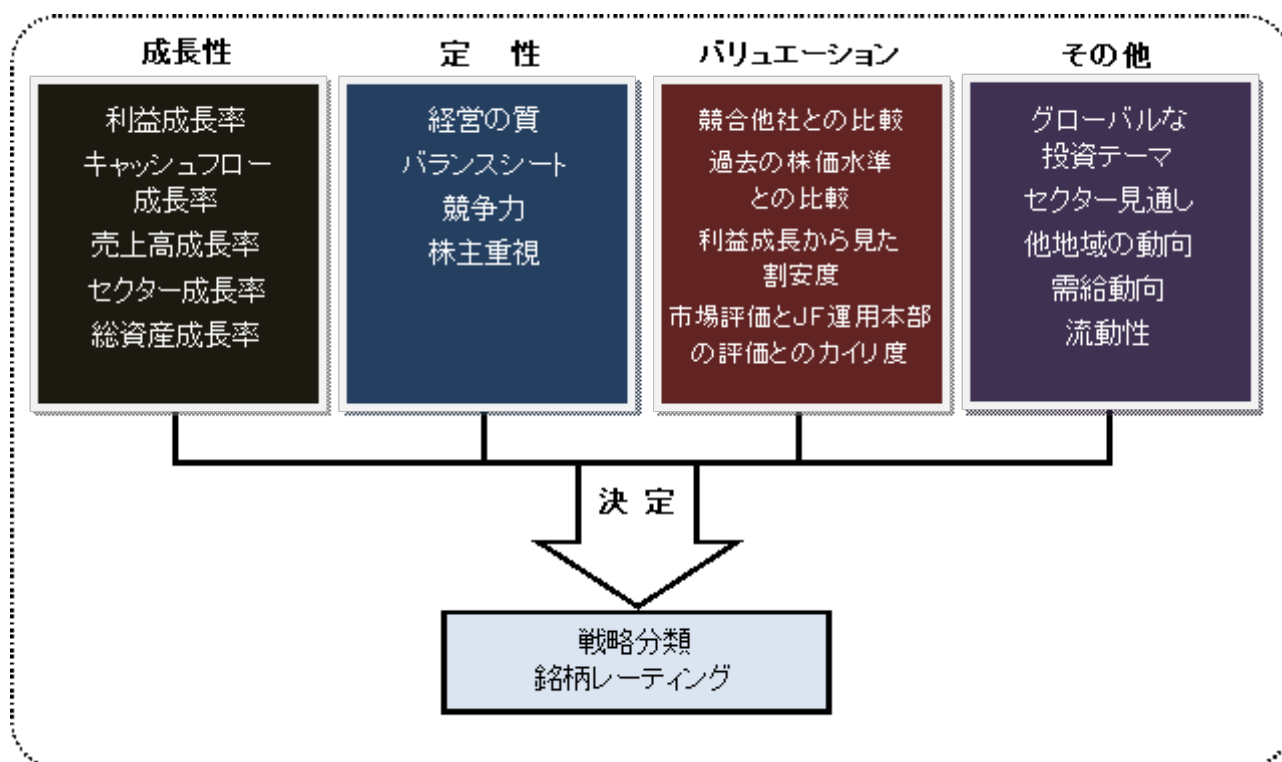 成長性
利益成長率
キャッシュフロー
成長率
売上高成長率
セクター成長率
総資産成長率
定 性
経営の質
バランスシート
競争力
株主重視
バリュエーション
競合他社との比較
過去の株価水準
との比較
利益成長から見た
割安度
市場評価とJF運用本部
の評価とのカイリ度
その他
グローバルな
投資テーマ
セクター見通し
他地域の動向
需給動向
流動性
決 定
戦略分類
銘柄レーティング